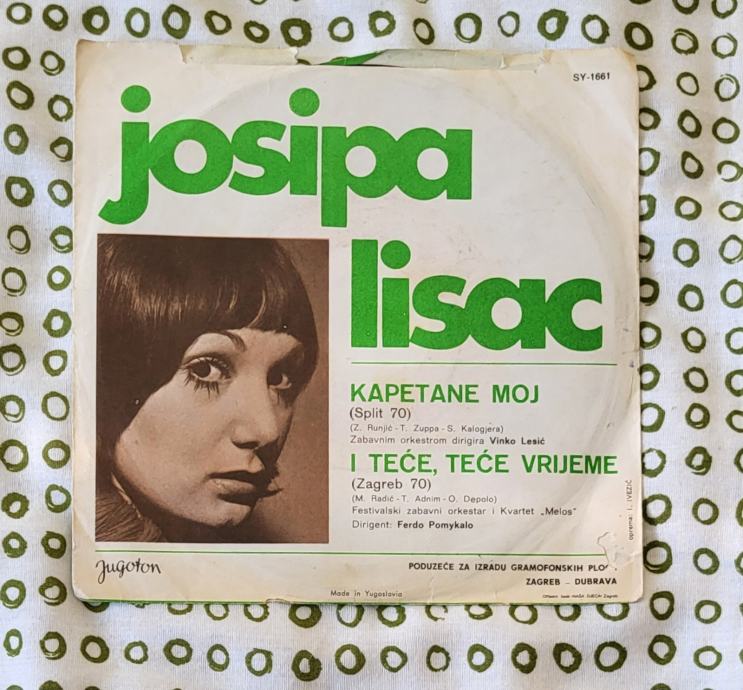 SY-1661
josipa
lisac
KAPETANE MOJ
(Split 70)
(Z. Runjić - T. Zuppa - S. Kalogjera)
Zabavnim orkestrom dirigira Vinko Lesić
I TEĆE, TEĆE VRIJEME
(Zagreb 70)
(M. Radić - T. Adnim - O. Depolo)
Festivalski zabavni orkestar i Kvartet „Melos"
Dirigent: Ferdo Pomykalo
oprema: I. IVEZIĆ
Jugoton
PODUZEĆE ZA IZRADU GRAMOFONSKIH
ZAGREB - DUBRAVA
Made in Yugoslavia